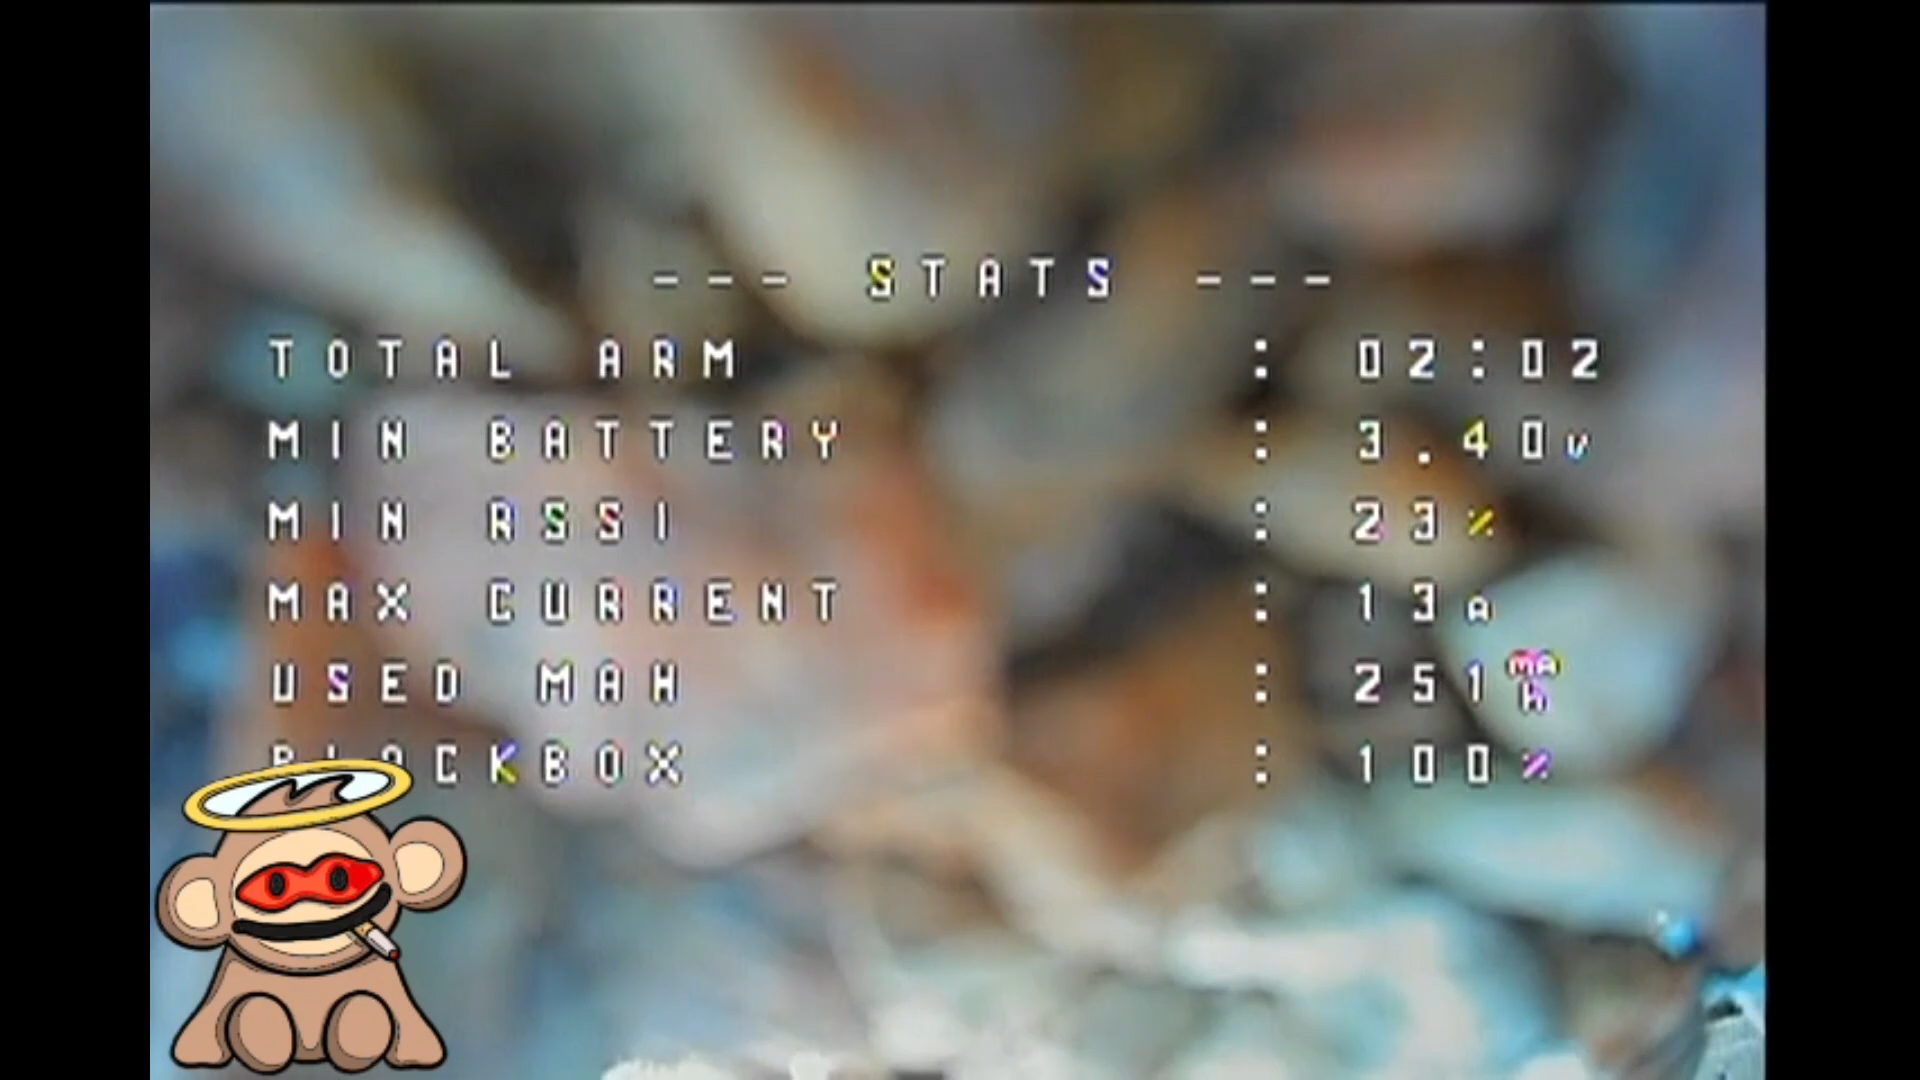 --- STATS ---
TOTAL ARM : 02:02
MIN BATTERY : 3.40V
MIN RSSI : 23%
MAX CURRENT : 13A
USED MAH : 251MAH
BLACKBOX : 100%